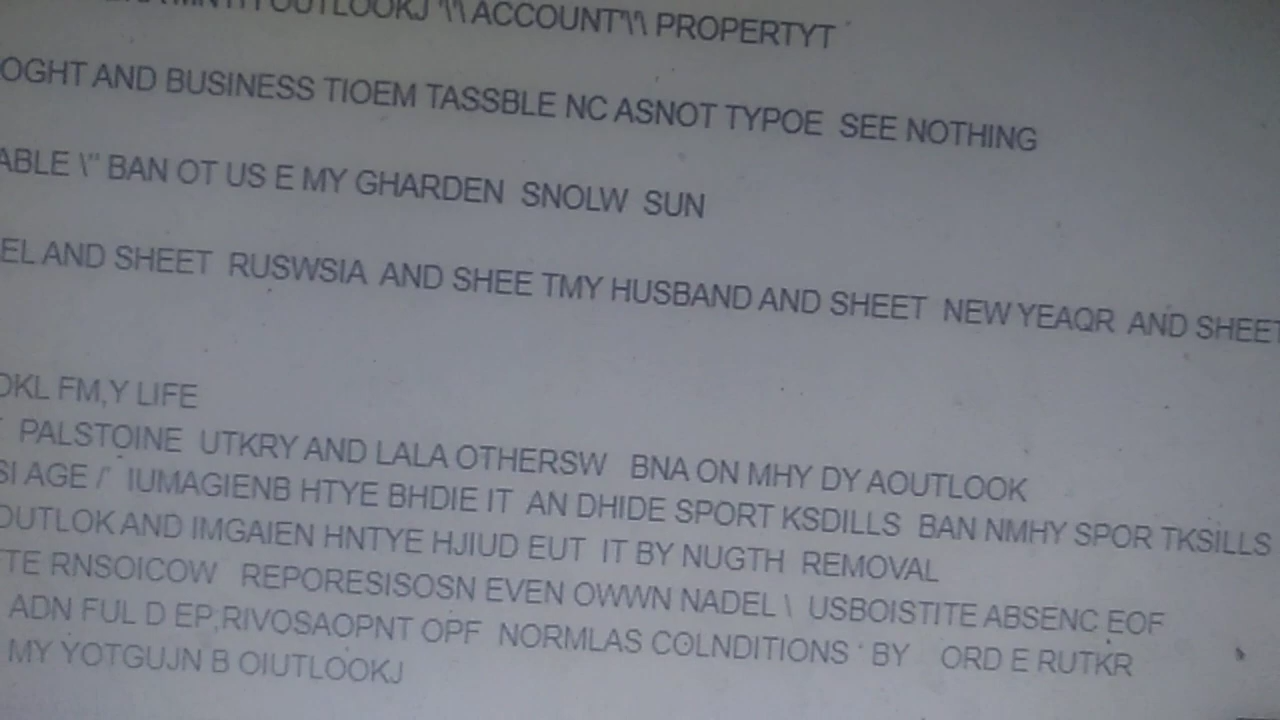 OUTLOOKJ '\\ ACCOUNT'\\ PROPERTYT
OGHT AND BUSINESS TIOEM TASSBLE NC ASNOT TYPOE SEE NOTHING
ABLE \" BAN OT US E MY GHARDEN SNOLW SUN
EL AND SHEET RUSWSIA AND SHEE TMY HUSBAND AND SHEET NEW YEAQR AND SHEET
OKL FM,Y LIFE
PALSTOINE UTKRY AND LALA OTHERSW BNA ON MHY DY AOUTLOOK
SI AGE /' IUMAGIENB HTYE BHDIE IT AN DHIDE SPORT KSDILLS BAN NMHY SPOR TKSILLS
OUTLOK AND IMGAIEN HNTYE HJIUD EUT IT BY NUGTH REMOVAL
TE RNSOICOW REPORESISOSN EVEN OWWN NADEL \ USBOISTITE ABSENC EOF
ADN FUL D EP;RIVOSAOPNT OPF NORMLAS COLNDITIONS ' BY ORD E RUTKR
MY YOTGUJN B OIUTLOOKJ